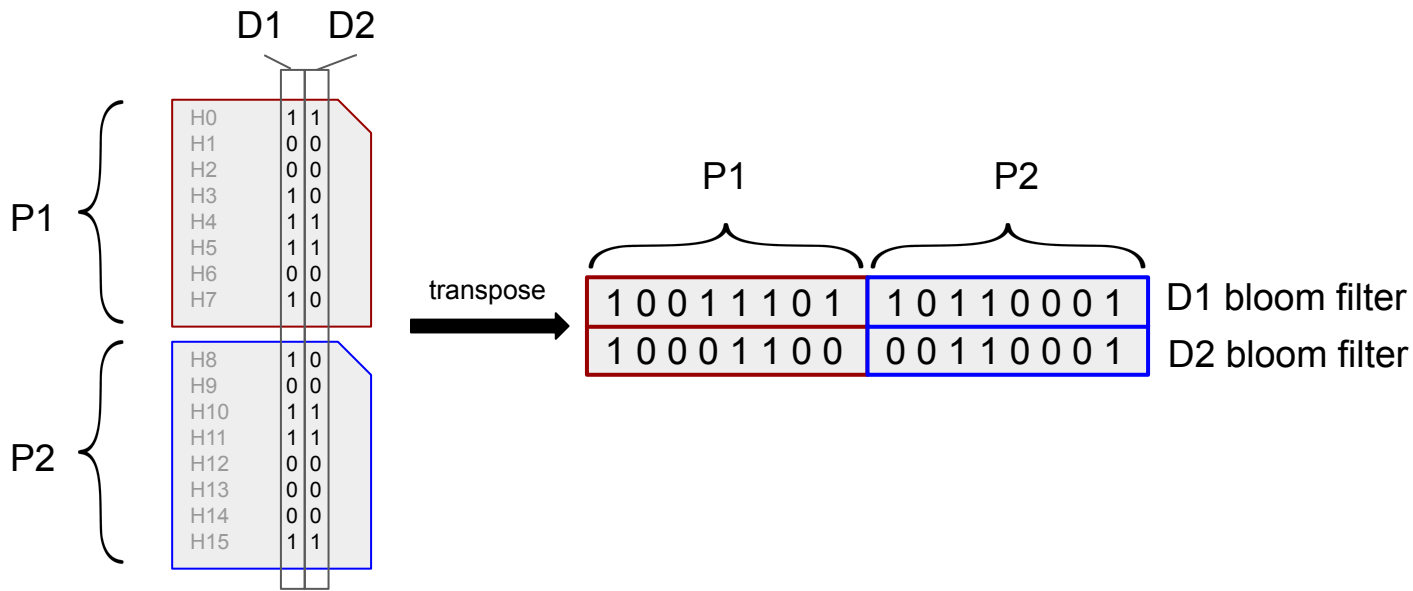 D1 D2
H0 1 1
H1 0 0
H2 0 0
H3 1 0
H4 1 1
H5 1 1
H6 0 0
H7 1 0
P1
H8 1 0
H9 0 0
H10 1 1
H11 1 1
H12 0 0
H13 0 0
H14 0 0
H15 1 1
P2
transpose
P1 P2
1 0 0 1 1 1 0 1 1 0 1 1 0 0 0 1 D1 bloom filter
1 0 0 0 1 1 0 0 0 0 1 1 0 0 0 1 D2 bloom filter